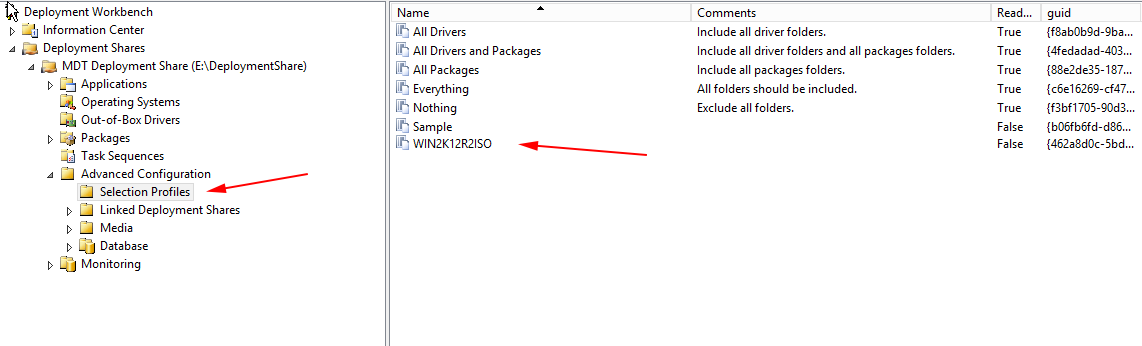 Deployment Workbench
Information Center
Deployment Shares
MDT Deployment Share (E:\DeploymentShare)
Applications
Operating Systems
Out-of-Box Drivers
Packages
Task Sequences
Advanced Configuration
Selection Profiles
Linked Deployment Shares
Media
Database
Monitoring
Name Comments Read... guid
All Drivers Include all driver folders. True {f8ab0b9d-9ba...
All Drivers and Packages Include all driver folders and all packages folders. True {4fedadad-403...
All Packages Include all packages folders. True {88e2de35-187...
Everything All folders should be included. True {c6e16269-cf47...
Nothing Exclude all folders. True {f3bf1705-90d3...
Sample False {b06fb6fd-d86...
WIN2K12R2ISO False {462a8d0c-5bd...